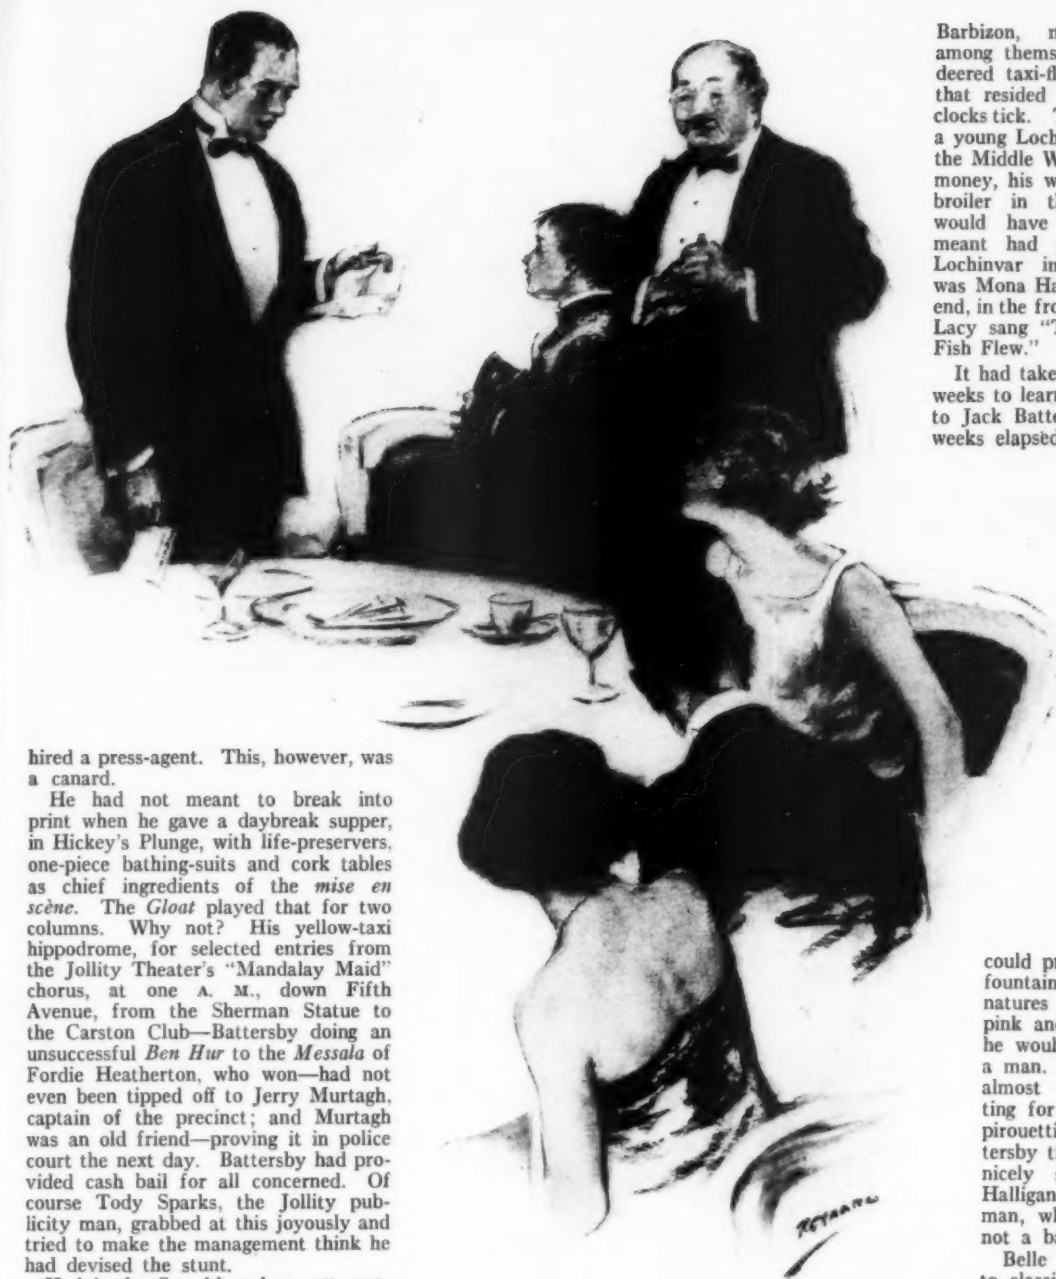 hired a press-agent. This, however, was
a canard.
He had not meant to break into
print when he gave a daybreak supper,
in Hickey's Plunge, with life-preservers,
one-piece bathing-suits and cork tables
as chief ingredients of the mise en
scène. The Gloat played that for two
columns. Why not? His yellow-taxi
hippodrome, for selected entries from
the Jollity Theater's "Mandalay Maid"
chorus, at one A. M., down Fifth
Avenue, from the Sherman Statue to
the Carston Club—Battersby doing an
unsuccessful Ben Hur to the Messala of
Fordie Heatherton, who won—had not
even been tipped off to Jerry Murtagh,
captain of the precinct; and Murtagh
was an old friend—proving it in police
court the next day. Battersby had pro-
vided cash bail for all concerned. Of
course Tody Sparks, the Jollity pub-
licity man, grabbed at this joyously and
tried to make the management think he
had devised the stunt.
Barbizon,
among thems
deered taxi-fl
that resided
clocks tick.
a young Loch
the Middle W
money, his w
broiler in t
would have
meant had
Lochinvar in
was Mona Ha
end, in the fro
Lacy sang "T
Fish Flew."
It had take
weeks to lear
to Jack Batte
weeks elapsed
could pr
fountain
natures
pink and
he woul
a man.
almost
ting for
pirouetti
tersby t
nicely
Halligan
man, wh
not a ba
Belle